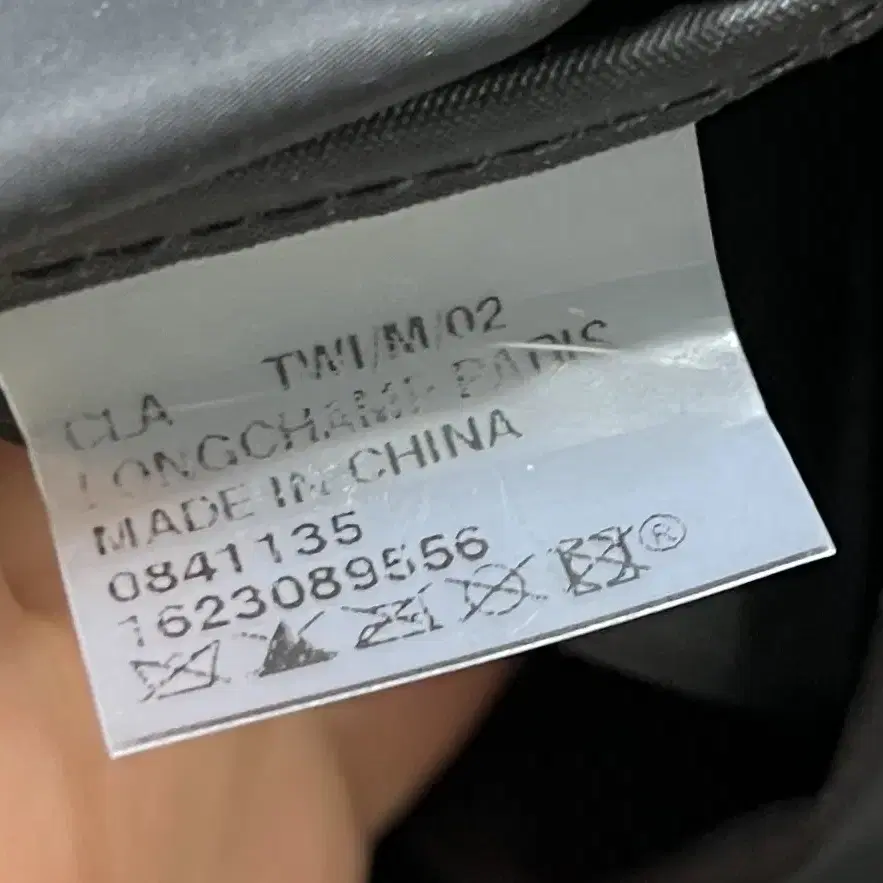 CLA TWI/M/02
LONGCHAMP PARIS
MADE IN CHINA
0841135
1623089556
®